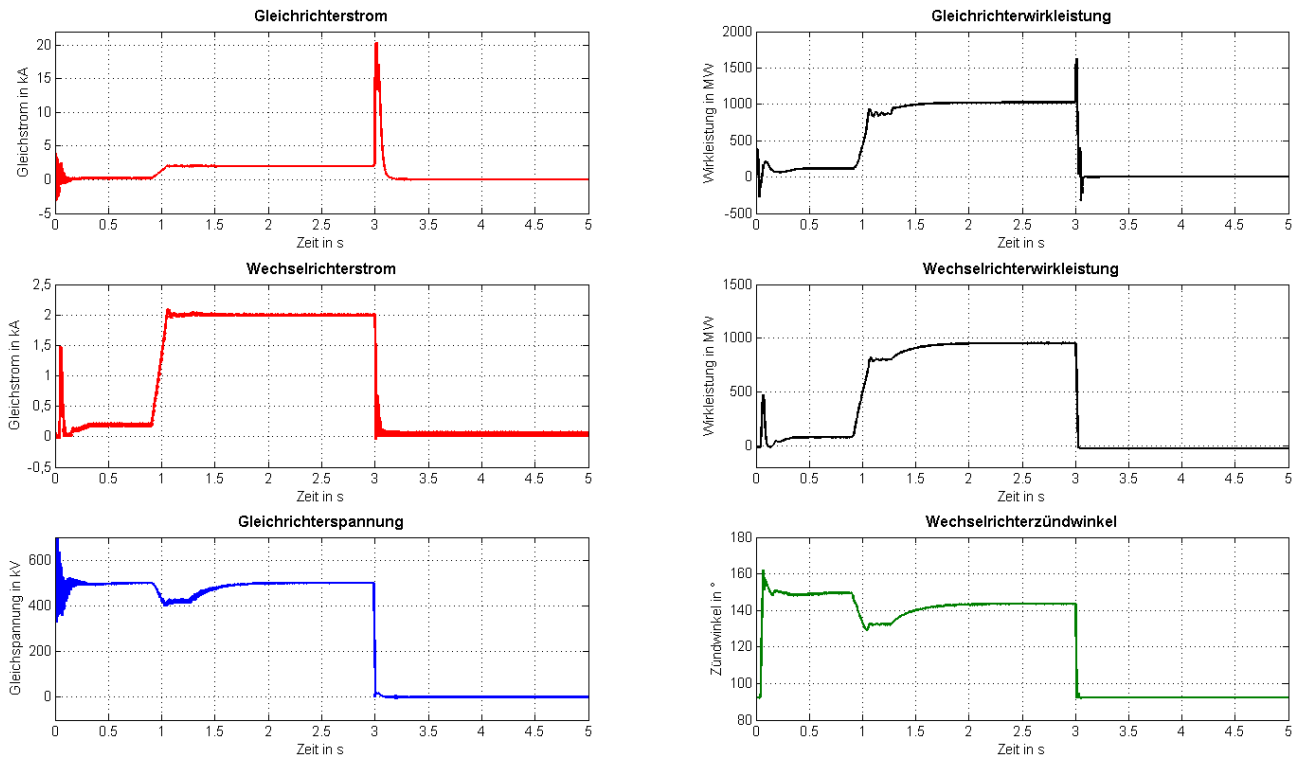 Gleichrichterstrom
Gleichstrom in kA
20
15
10
5
0
-5
0 0.5 1 1.5 2 2.5 3 3.5 4 4.5 5
Zeit in s
Gleichrichterwirkleistung
Wirkleistung in MW
1500
1000
500
0
-500
0 0.5 1 1.5 2 2.5 3 3.5 4 4.5 5
Zeit in s
Wechselrichterstrom
Gleichstrom in kA
2,5
2
1,5
1
0,5
0
-0,5
0 0.5 1 1.5 2 2.5 3 3.5 4 4.5 5
Zeit in s
Wechselrichterwirkleistung
Wirkleistung in MW
1500
1000
500
0
0 0.5 1 1.5 2 2.5 3 3.5 4 4.5 5
Zeit in s
Gleichrichterspannung
Gleichspannung in kV
600
400
200
0
0 0.5 1 1.5 2 2.5 3 3.5 4 4.5 5
Zeit in s
Wechselrichterzündwinkel
Zündwinkel in °
180
160
140
120
100
80
0 0.5 1 1.5 2 2.5 3 3.5 4 4.5 5
Zeit in s